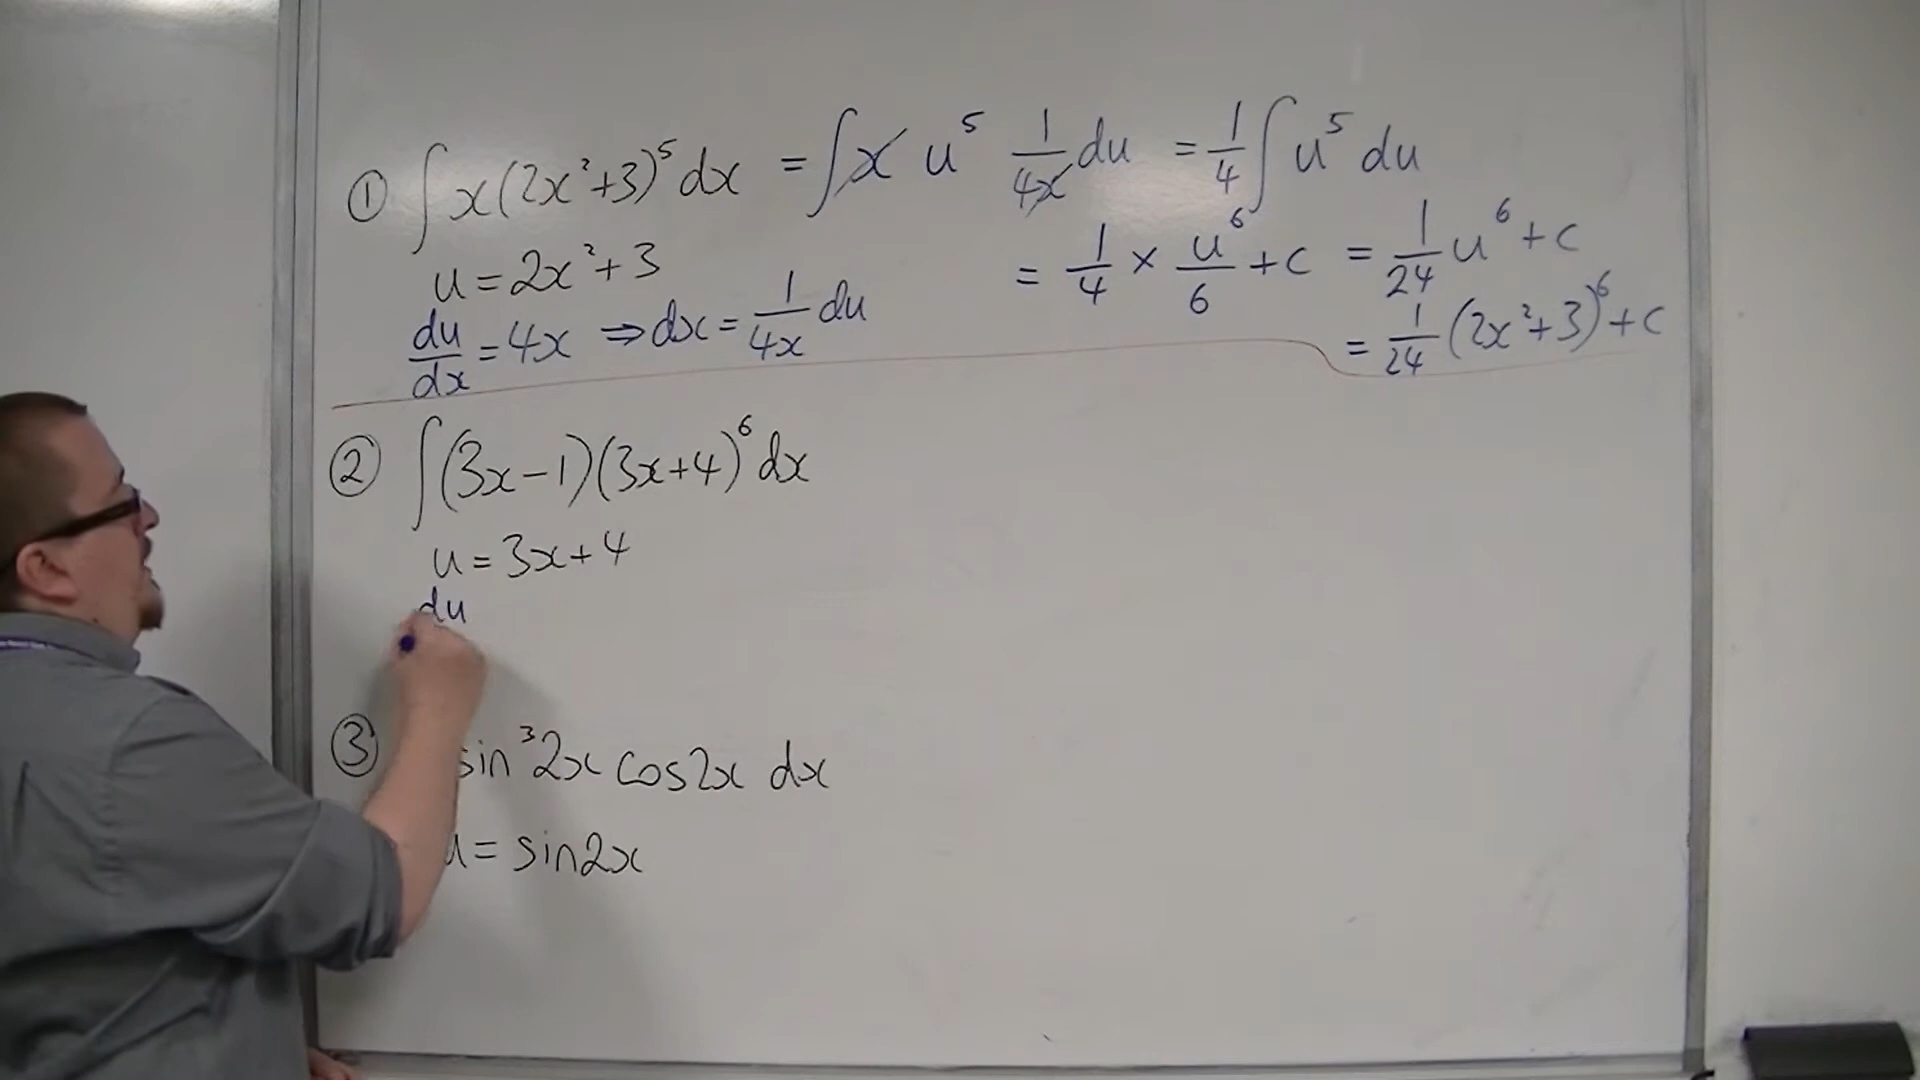 ① ∫ x(2x²+3)⁵ dx = ∫ x u⁵ 1/4x du = 1/4 ∫ u⁵ du
u = 2x²+3
= 1/4 × u⁶/6 + c = 1/24 u⁶ + c
du/dx = 4x ⇒ dx = 1/4x du
= 1/24 (2x²+3)⁶ + c
② ∫ (3x-1)(3x+4)⁶ dx
u = 3x+4
du
③ sin³2x cos2x dx
u = sin2x